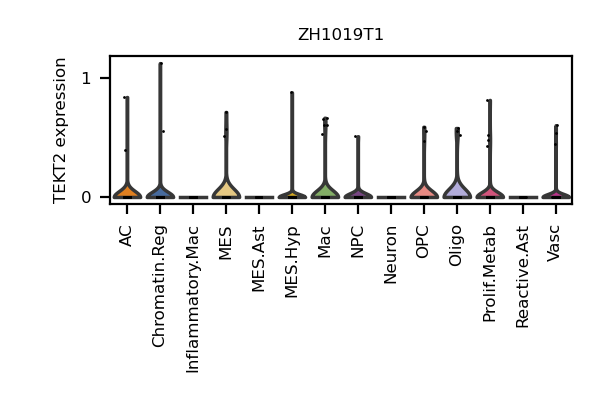 ZH1019T1
TEKT2 expression
1
0
AC
Chromatin.Reg
Inflammatory.Mac
MES
MES.Ast
MES.Hyp
Mac
NPC
Neuron
OPC
Oligo
Prolif.Metab
Reactive.Ast
Vasc